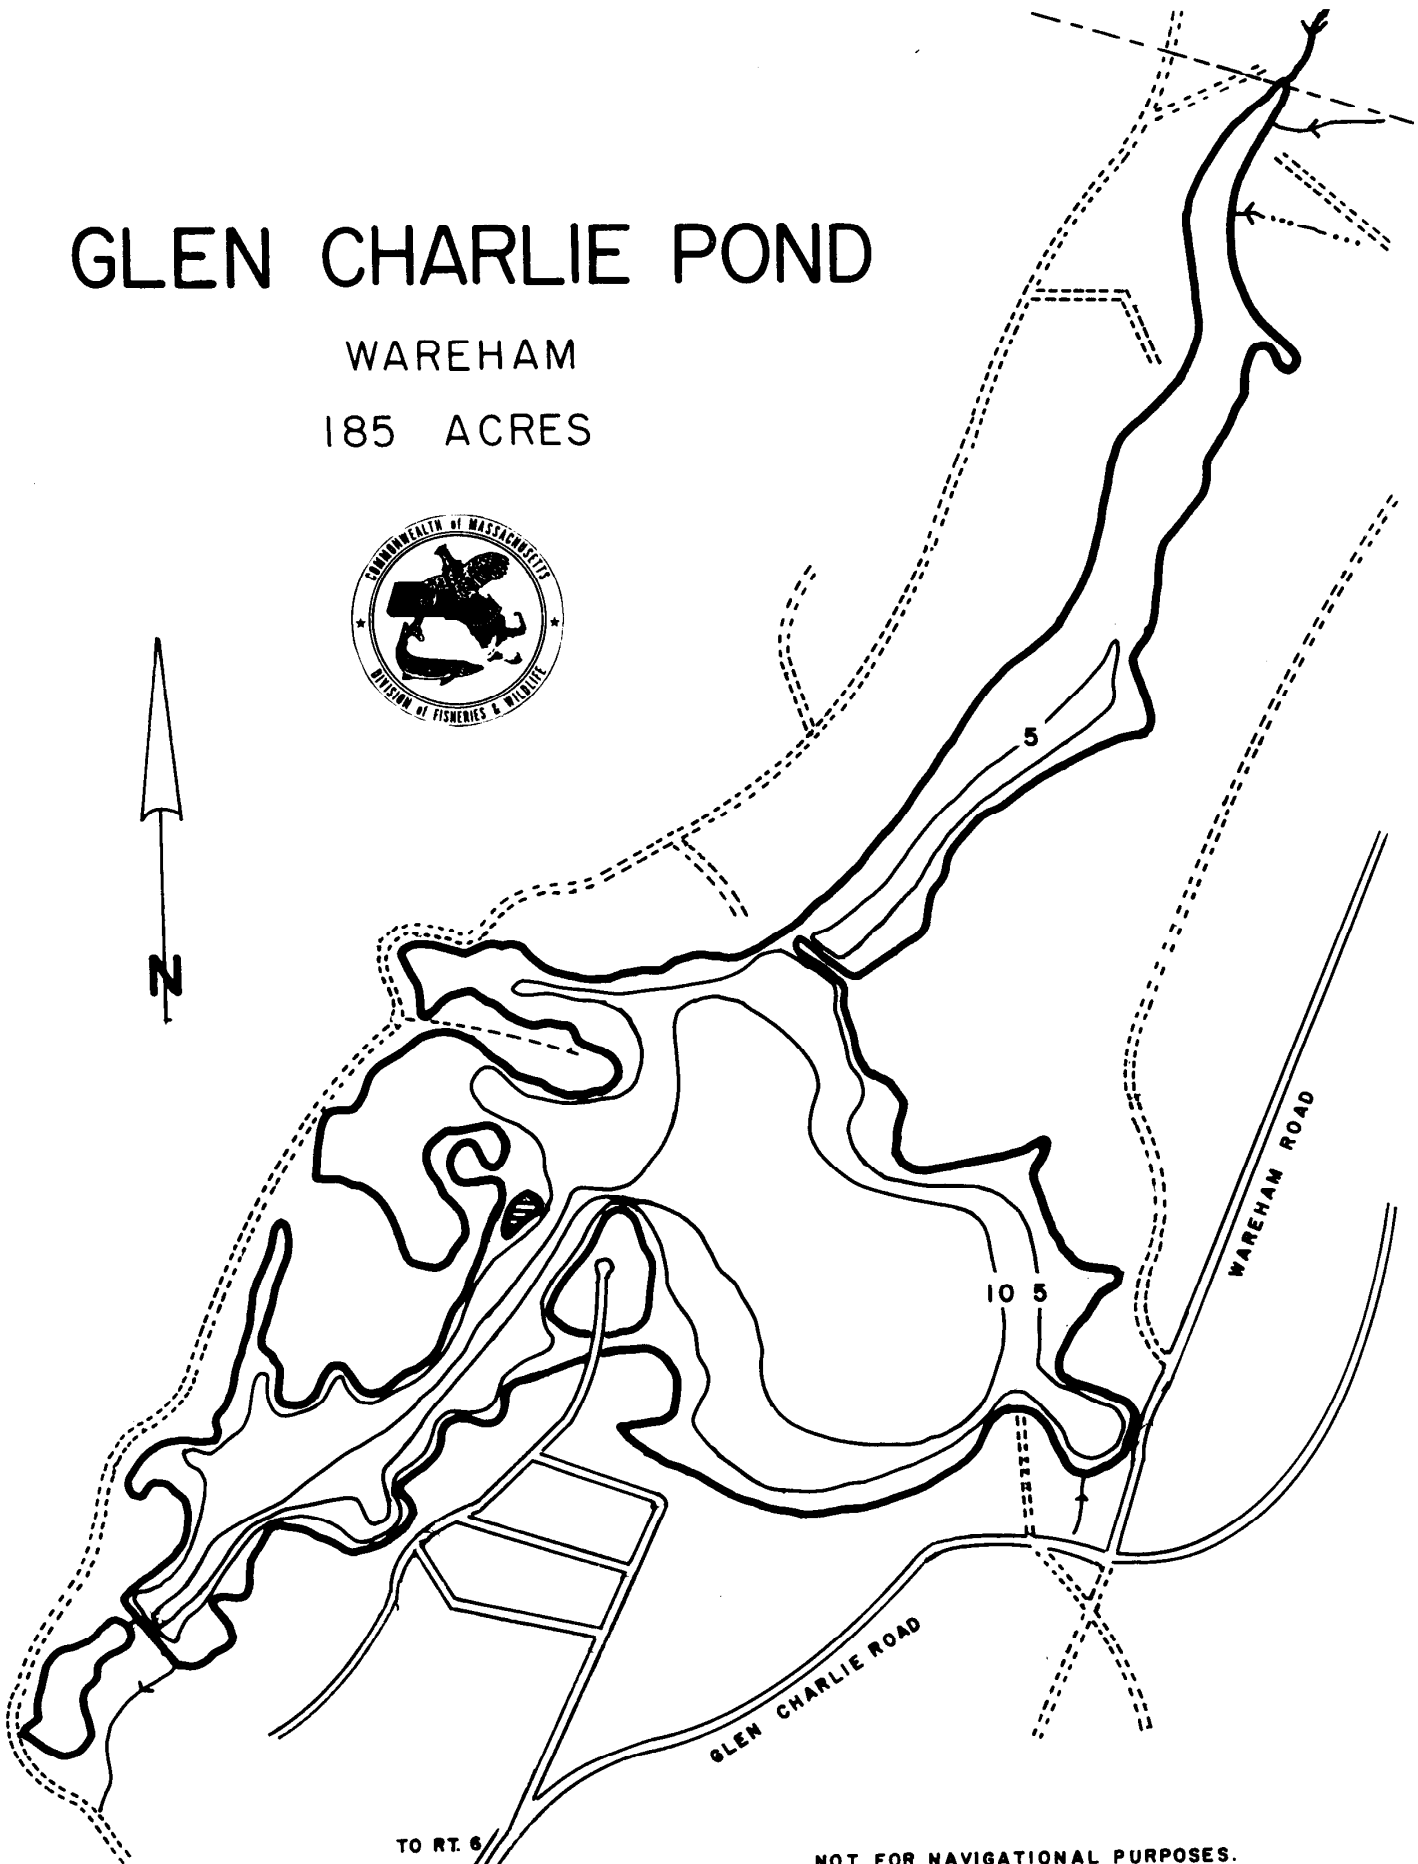 GLEN CHARLIE POND
WAREHAM
185 ACRES
COMMONWEALTH of MASSACHUSETTS
DIVISION of FISHERIES & WILDLIFE
5
N
WAREHAM ROAD
10 5
GLEN CHARLIE ROAD
TO RT. 6
NOT FOR NAVIGATIONAL PURPOSES.